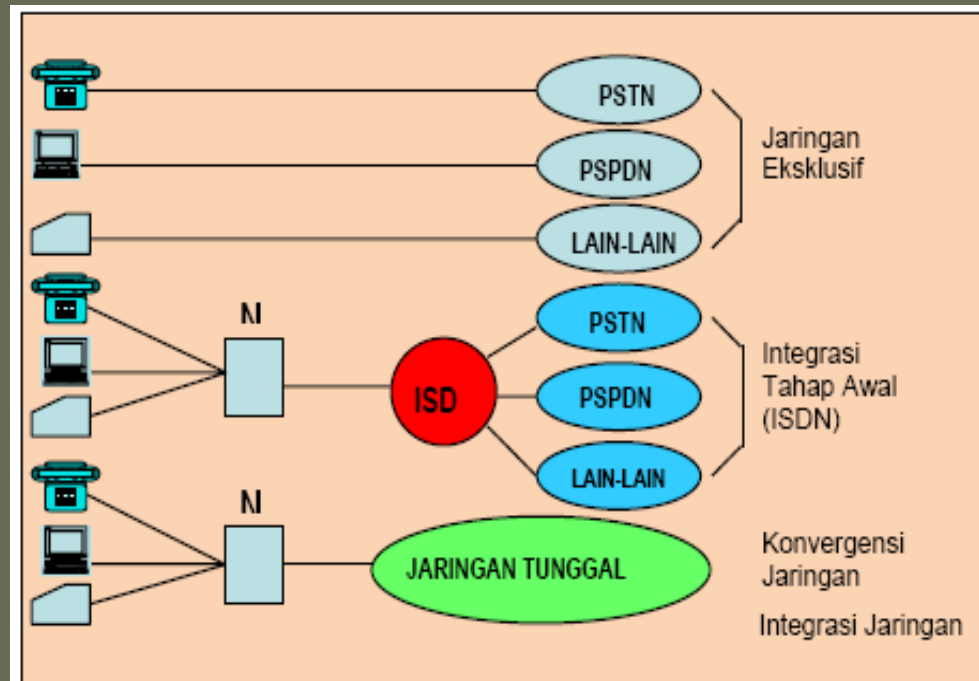 PSTN
PSPDN
LAIN-LAIN
Jaringan
Eksklusif
N
ISD
PSTN
PSPDN
LAIN-LAIN
Integrasi
Tahap Awal
(ISDN)
N
JARINGAN TUNGGAL
Konvergensi
Jaringan
Integrasi Jaringan